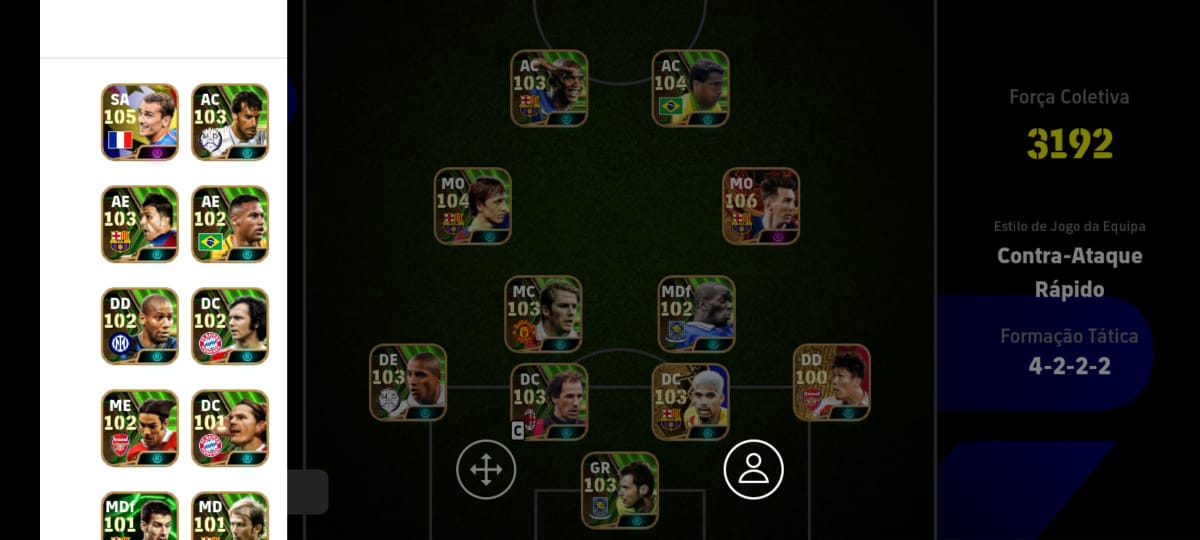 SA
105
AC
103
AE
103
AE
102
DD
102
DC
102
ME
102
DC
101
MDf
101
MD
101
AC
103
AC
104
MO
104
MO
106
MC
103
MDf
102
DE
103
DC
103
C
DC
103
DD
100
GR
103
Força Coletiva
3192
Estilo de Jogo da Equipa
Contra-Ataque
Rápido
Formação Tática
4-2-2-2